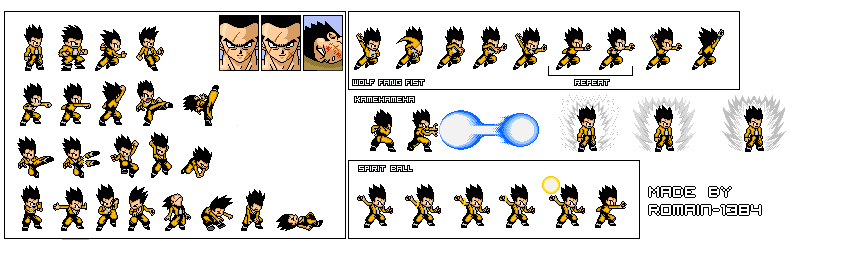 WOLF FANG FIST
REPEAT
KAMEHAMEHA
SPIRIT BALL
MADE BY
ROMAIN-1384